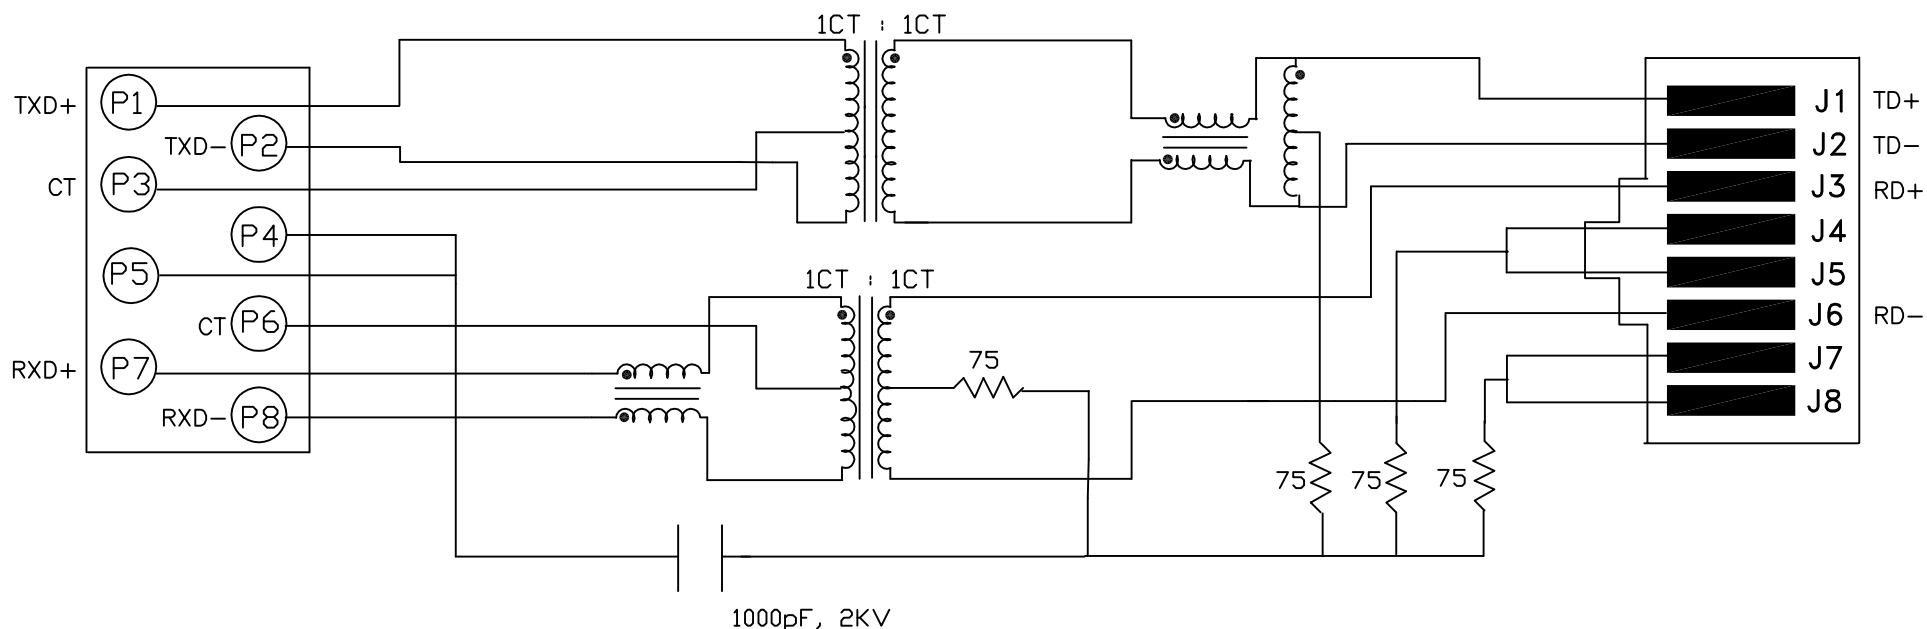 1CT : 1CT
TXD+ P1
TXD- P2
CT P3
P4
P5
CT P6
RXD+ P7
RXD- P8
1CT : 1CT
75
75
75
75
1000pF, 2KV
J1 TD+
J2 TD-
J3 RD+
J4
J5
J6 RD-
J7
J8